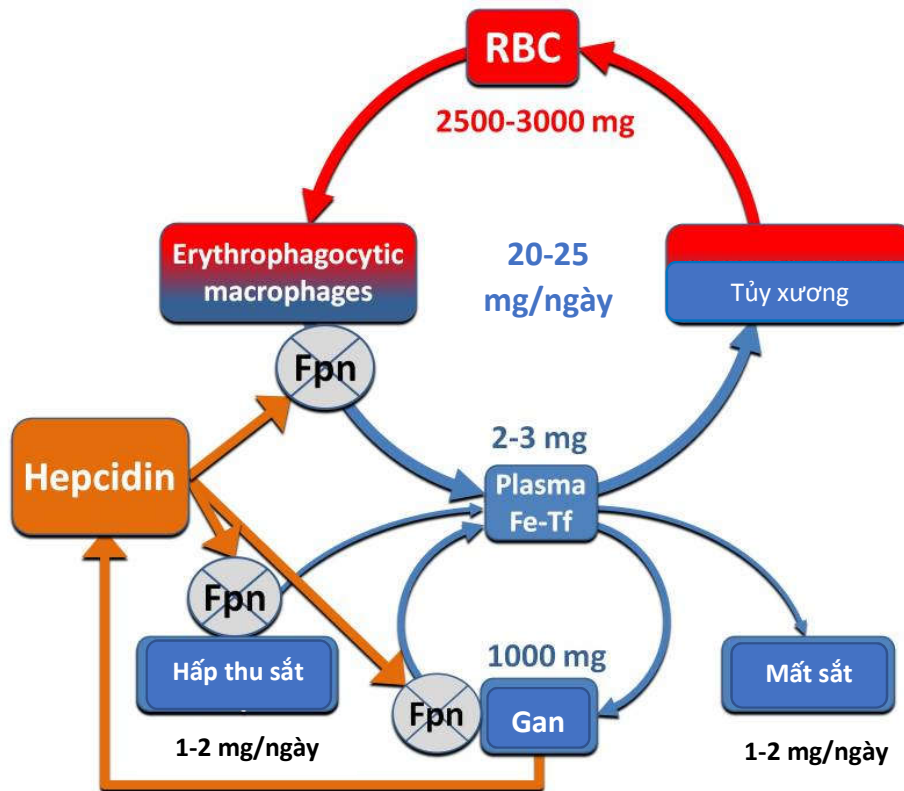 RBC
2500-3000 mg
Erythrophagocytic
macrophages
20-25
mg/ngày
Tủy xương
Fpn
2-3 mg
Hepcidin
Plasma
Fe-Tf
Fpn
Hấp thu sắt
1000 mg
Mất sắt
Fpn
Gan
1-2 mg/ngày
1-2 mg/ngày